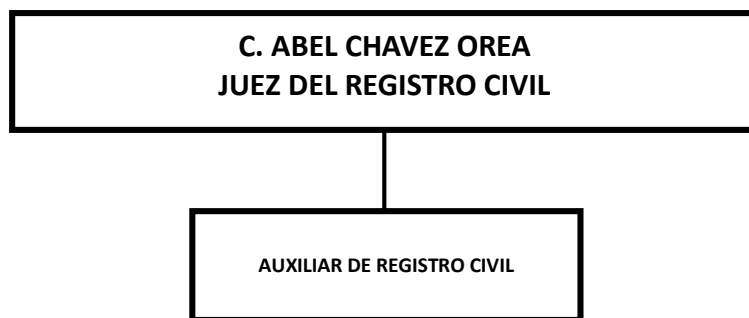 C. ABEL CHAVEZ OREA
JUEZ DEL REGISTRO CIVIL
AUXILIAR DE REGISTRO CIVIL